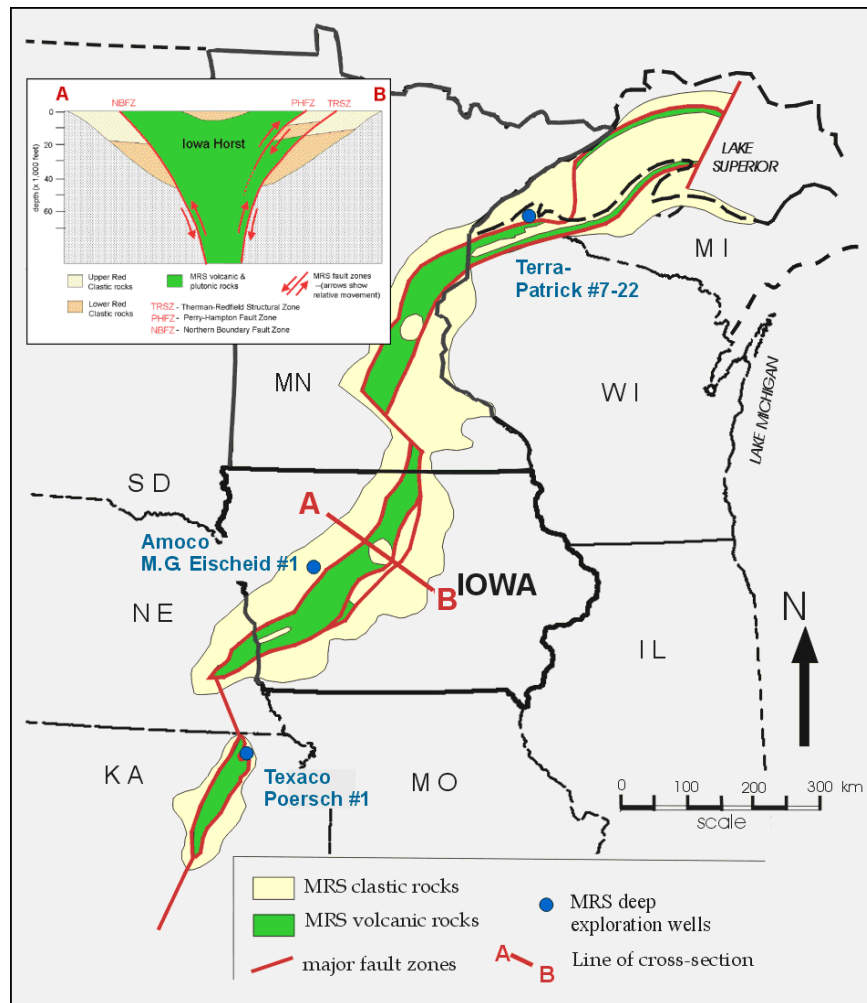 A
NBFZ
PHFZ
TRSZ
B
0
20
40
60
depth (x 1,000 feet)
Iowa Horst
Upper Red
Clastic rocks
Lower Red
Clastic rocks
MRS volcanic &
plutonic rocks
MRS fault zones
--(arrows show
relative movement)
TRSZ - Therman-Redfield Structural Zone
PHFZ - Perry-Hampton Fault Zone
NBFZ - Northern Boundary Fault Zone
LAKE
SUPERIOR
MI
Terra-
Patrick #7-22
MN
WI
LAKE MICHIGAN
SD
A
Amoco
M.G. Eischeid #1
B
IOWA
NE
IL
N
KA
Texaco
Poersch #1
MO
0 100 200 300 km
scale
MRS clastic rocks
MRS volcanic rocks
major fault zones
MRS deep
exploration wells
A
B
Line of cross-section